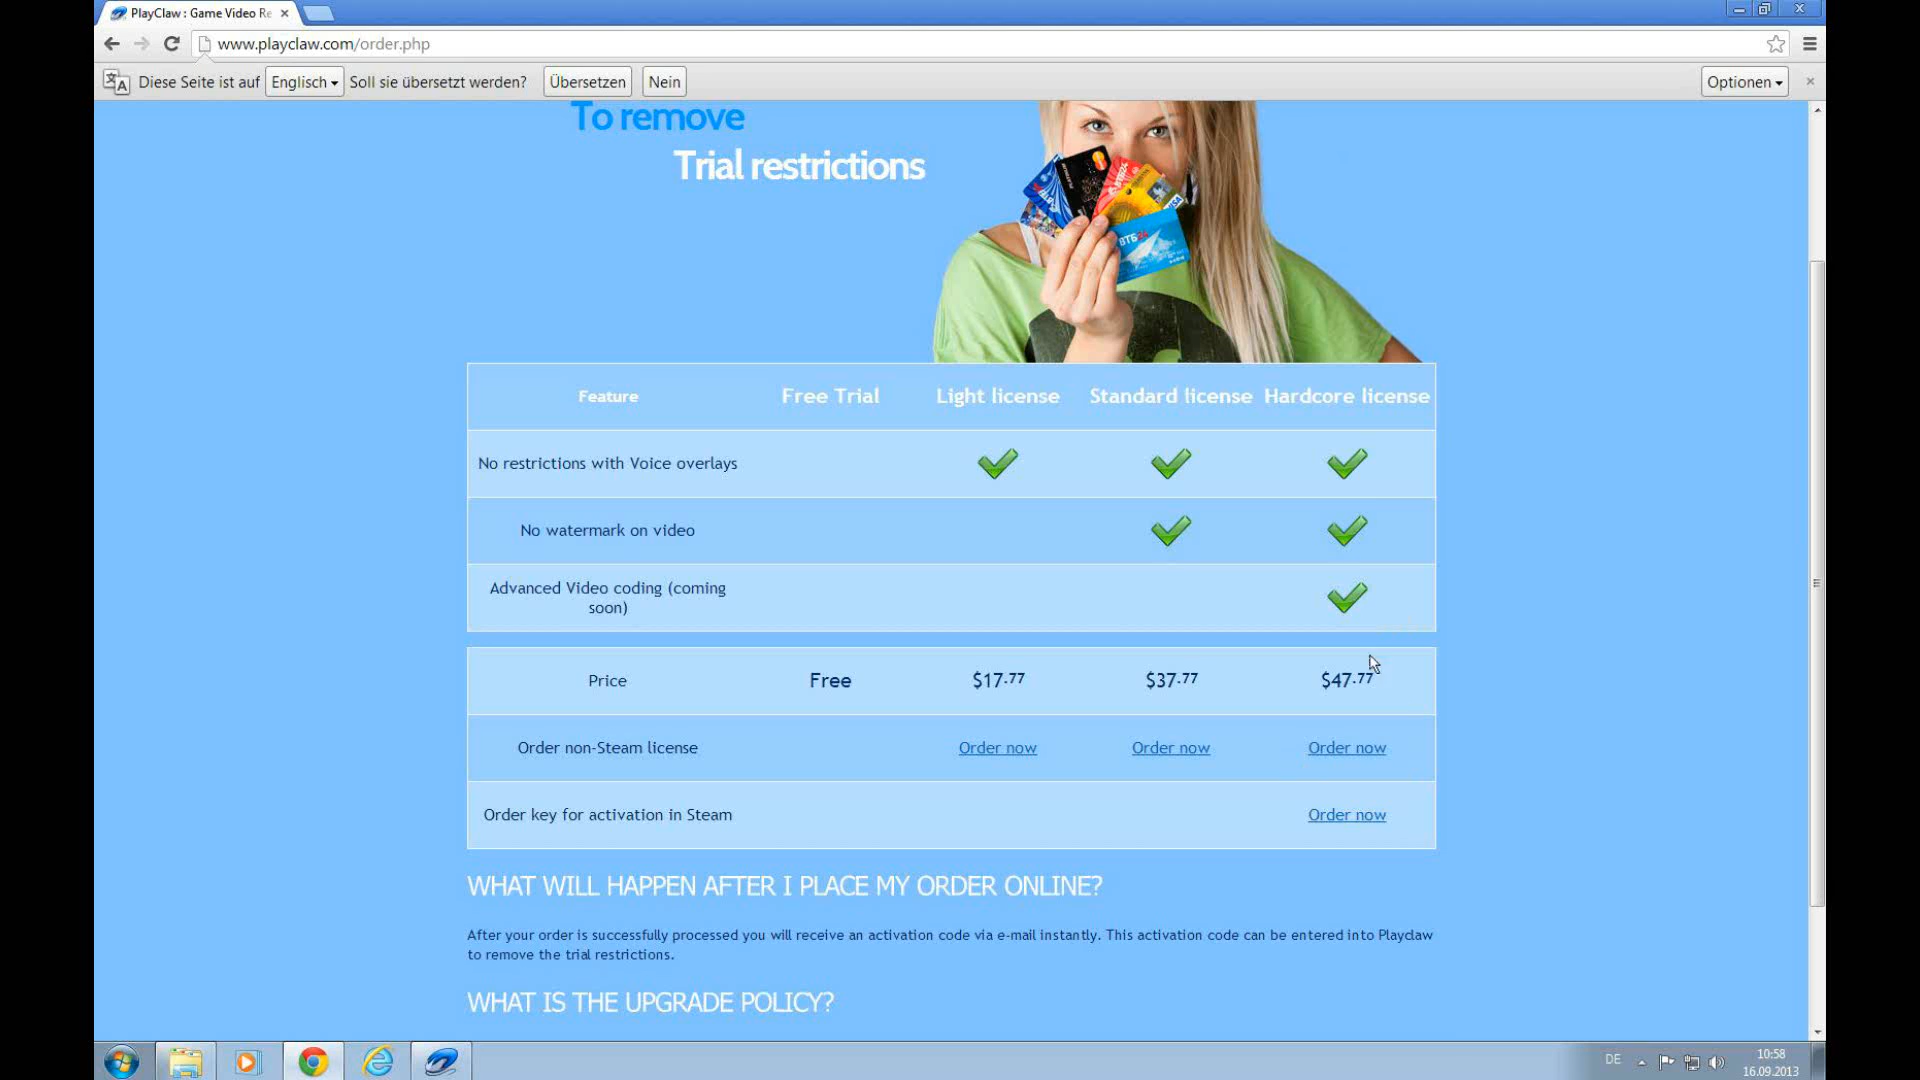 PlayClaw : Game Video Re
www.playclaw.com/order.php
Diese Seite ist auf Englisch Soll sie übersetzt werden? Übersetzen Nein Optionen
To remove
Trial restrictions
ВТБ24
VISA
Feature Free Trial Light license Standard license Hardcore license
No restrictions with Voice overlays
No watermark on video
Advanced Video coding (coming
soon)
Price Free $17.77 $37.77 $47.77
Order non-Steam license Order now Order now Order now
Order key for activation in Steam Order now
WHAT WILL HAPPEN AFTER I PLACE MY ORDER ONLINE?
After your order is successfully processed you will receive an activation code via e-mail instantly. This activation code can be entered into Playclaw
to remove the trial restrictions.
WHAT IS THE UPGRADE POLICY?
DE 10:58
16.09.2013